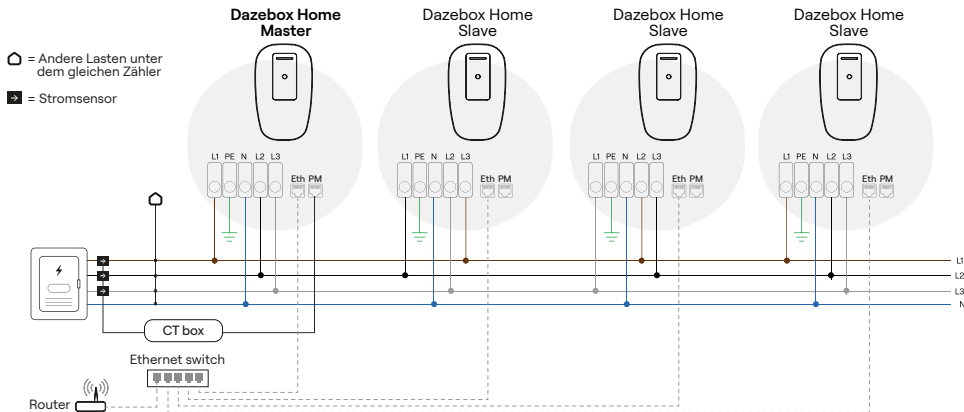 Dazebox Home
Master
Dazebox Home
Slave
Dazebox Home
Slave
Dazebox Home
Slave
= Andere Lasten unter
dem gleichen Zähler
= Stromsensor
L1 PE N L2 L3
Eth PM
L1 PE N L2 L3
Eth PM
L1 PE N L2 L3
Eth PM
L1 PE N L2 L3
Eth PM
L1
L2
L3
N
CT box
Ethernet switch
Router